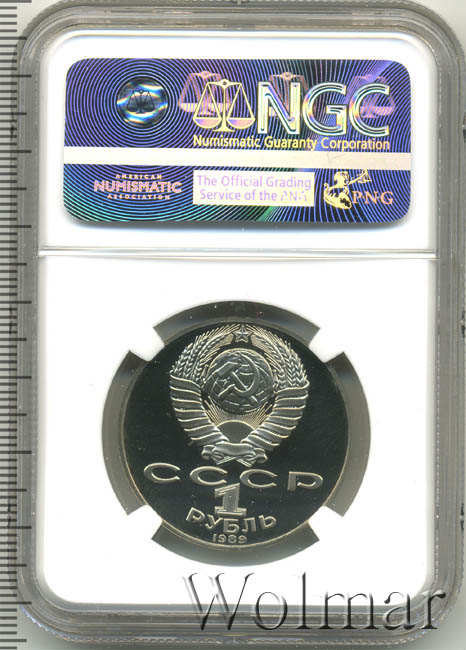 NGC
Numismatic Guaranty Corporation
AMERICAN
NUMISMATIC
ASSOCIATION
The Official Grading
Service of the PNG
PNG
СССР
1
РУБЛЬ
1989
Wolmar